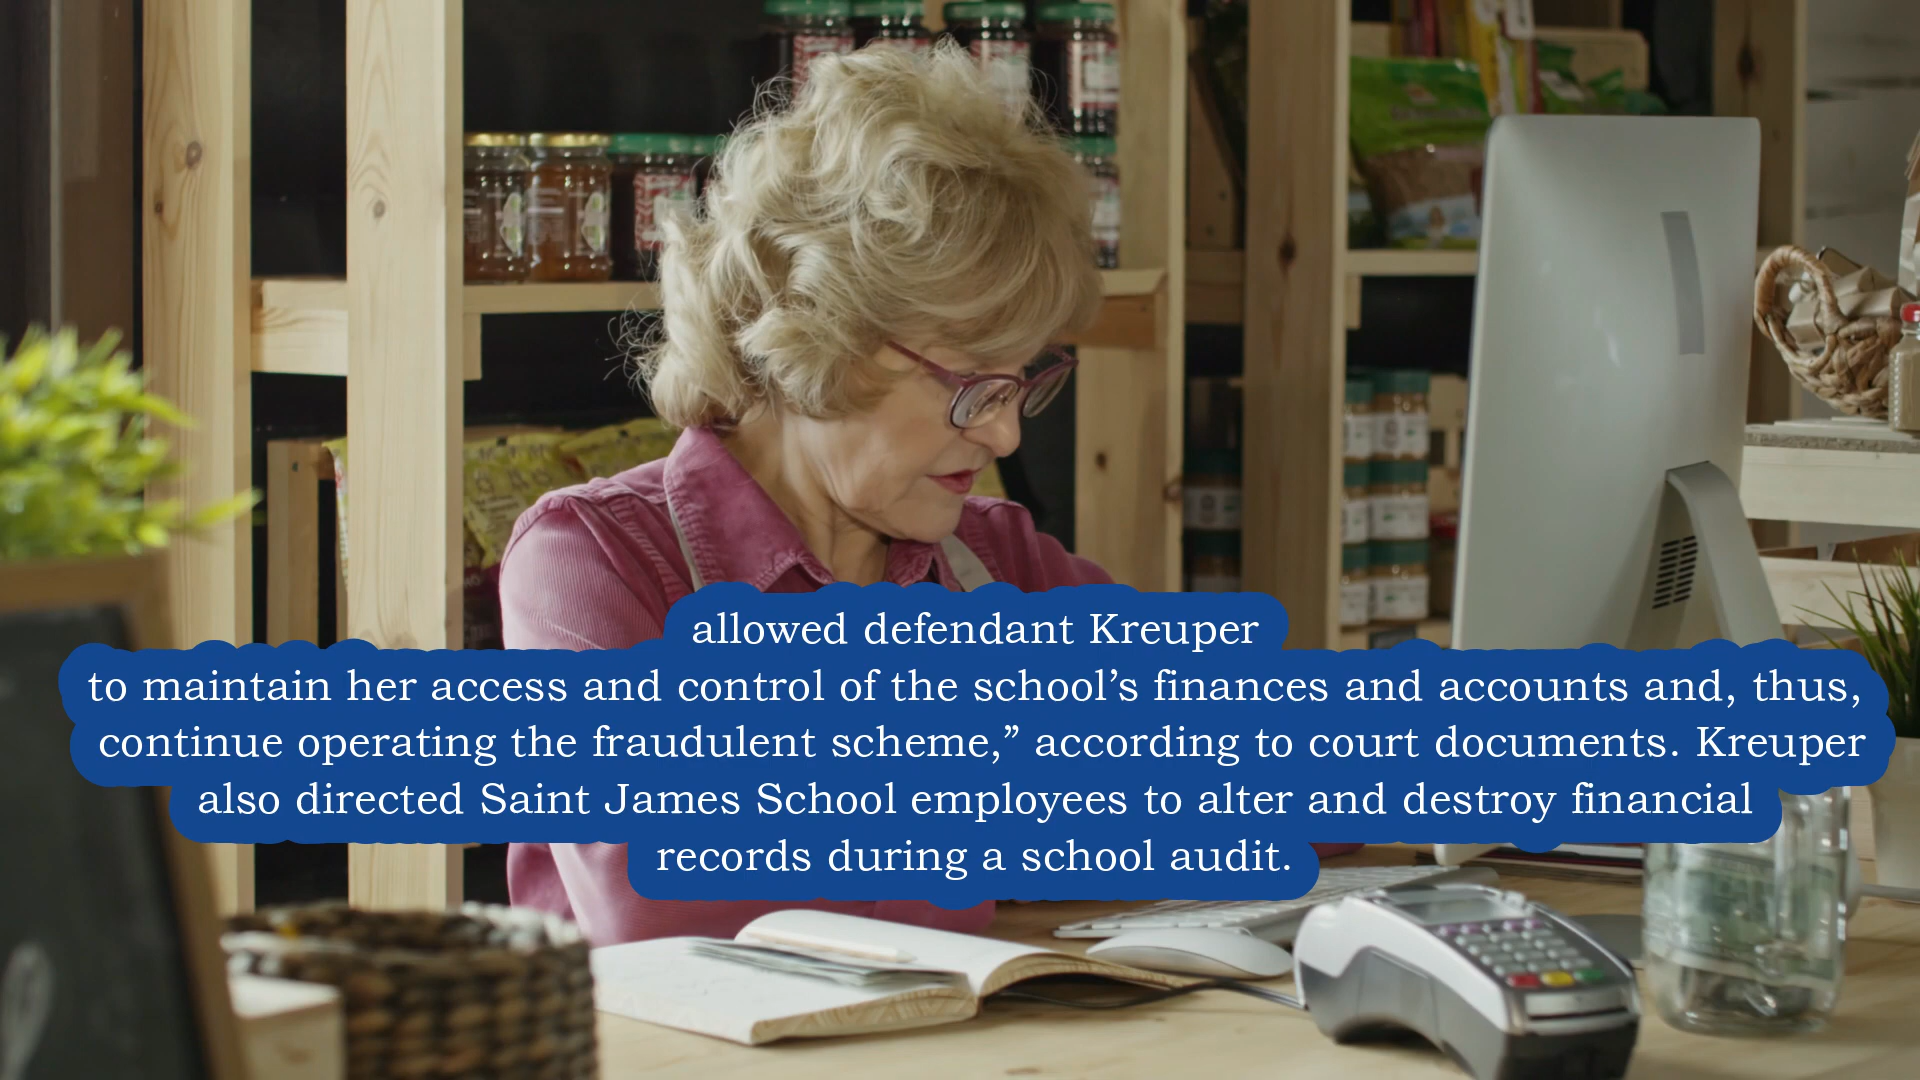 allowed defendant Kreuper
to maintain her access and control of the school’s finances and accounts and, thus,
continue operating the fraudulent scheme,” according to court documents. Kreuper
also directed Saint James School employees to alter and destroy financial
records during a school audit.